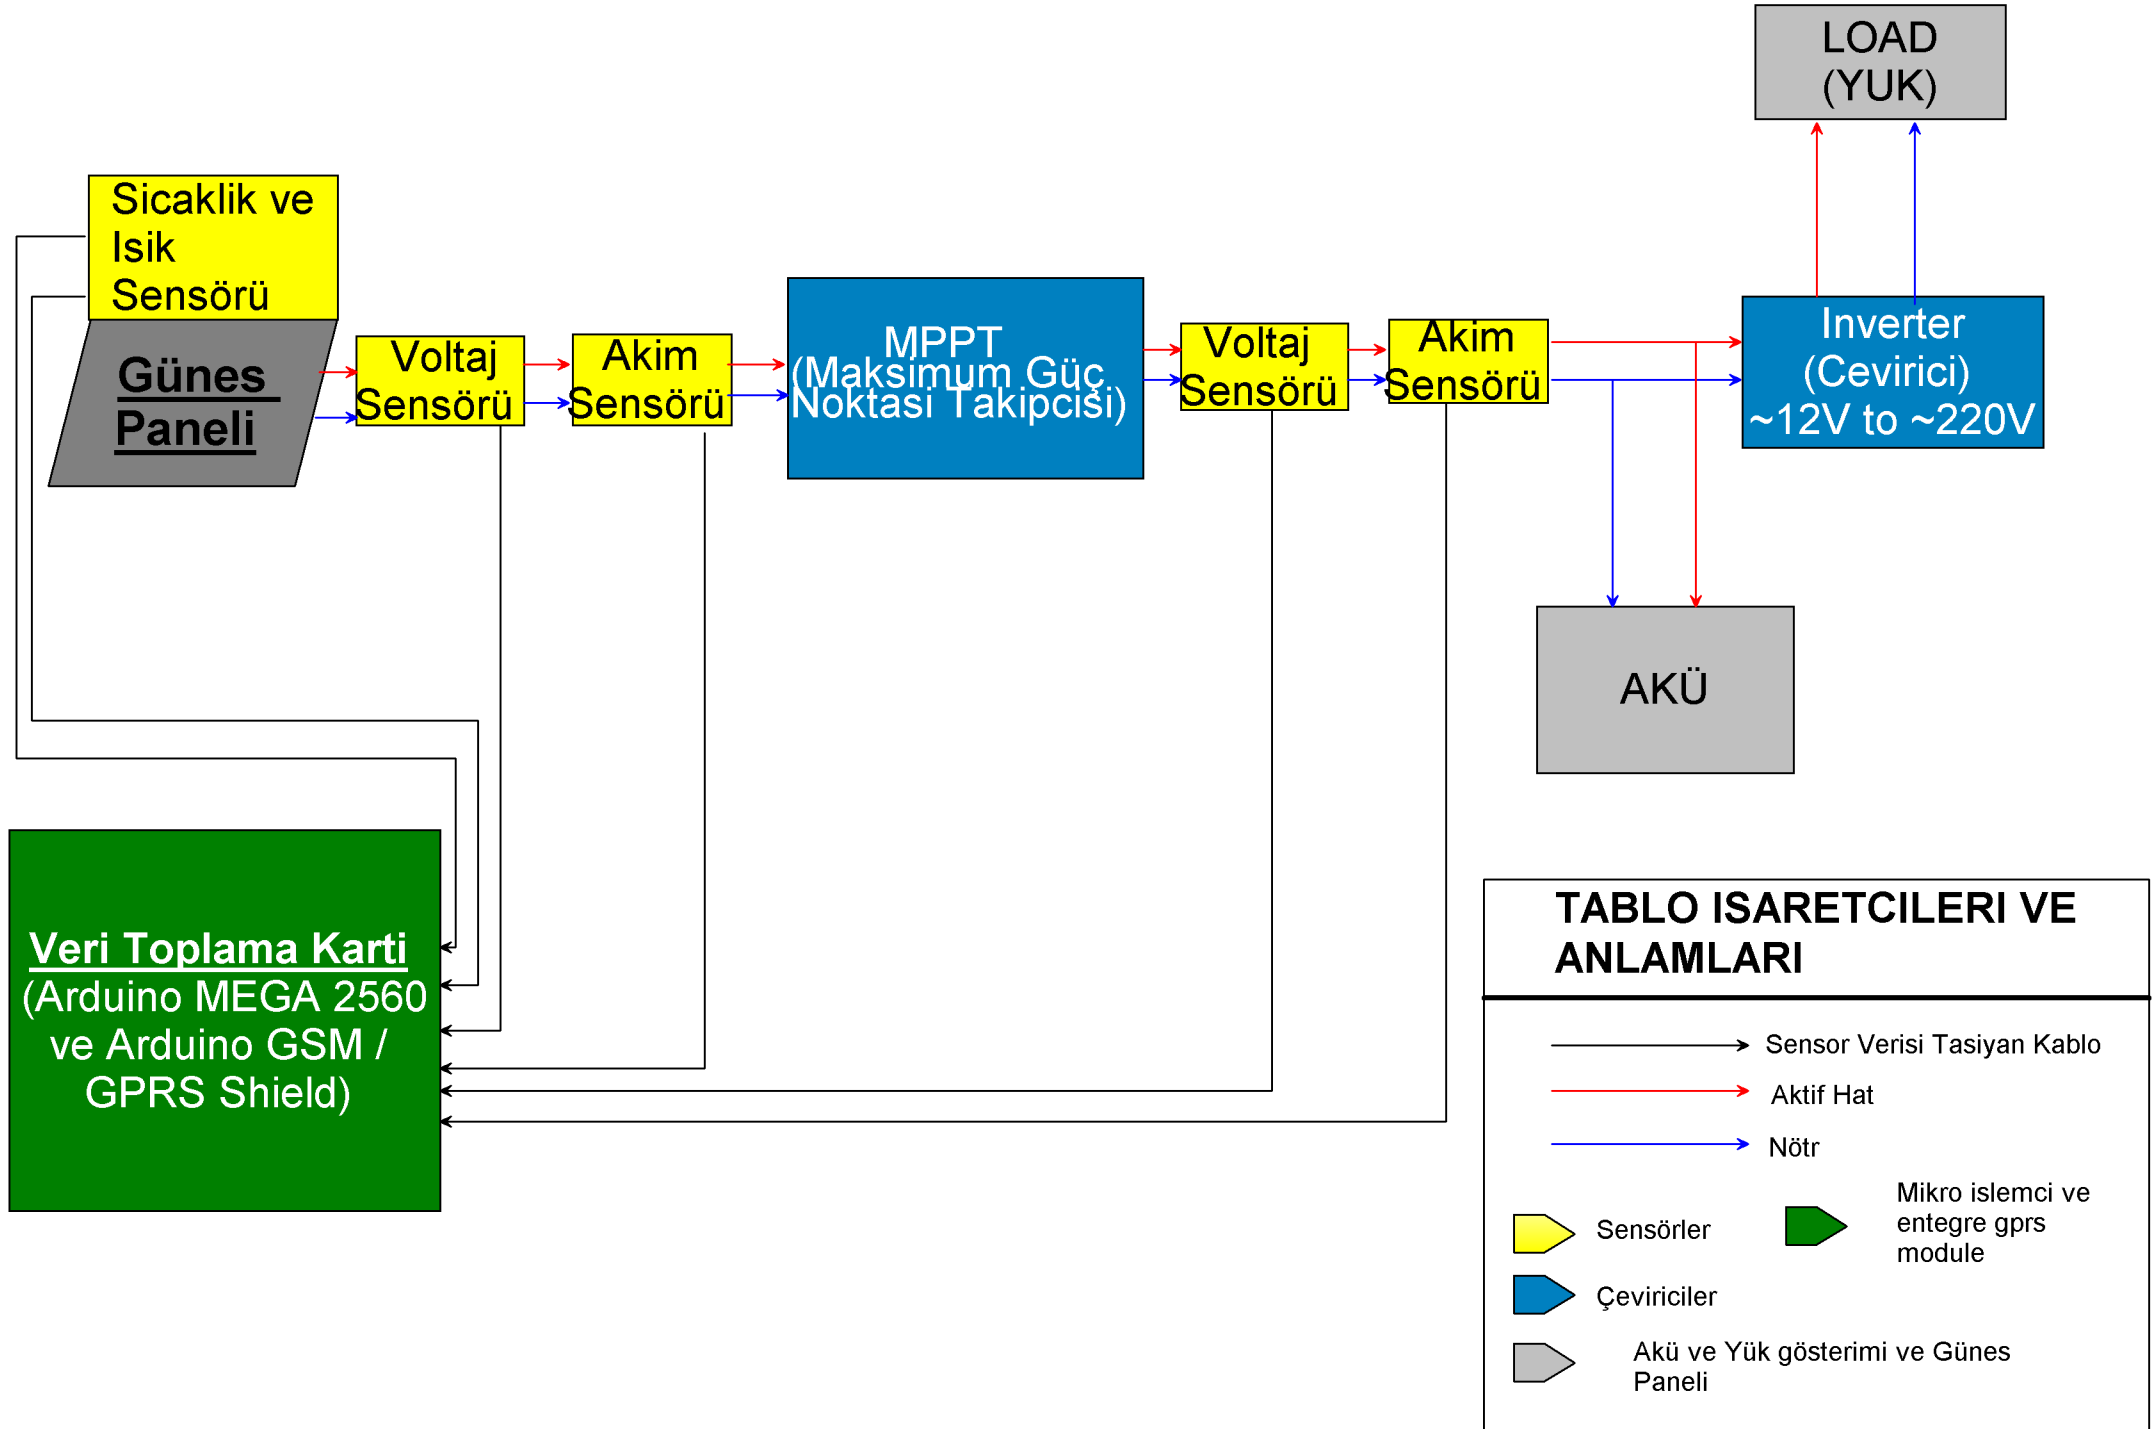 LOAD
(YUK)
Sicaklik ve
Isik
Sensörü
Günes
Paneli
Voltaj
Sensörü
Akim
Sensörü
MPPT
(Maksimum Güç
Noktasi Takipcisi)
Voltaj
Sensörü
Akim
Sensörü
Inverter
(Cevirici)
~12V to ~220V
AKÜ
Veri Toplama Karti
(Arduino MEGA 2560
ve Arduino GSM /
GPRS Shield)
TABLO ISARETCILERI VE
ANLAMLARI
Sensor Verisi Tasiyan Kablo
Aktif Hat
Nötr
Sensörler
Mikro islemci ve
entegre gprs
module
Çeviriciler
Akü ve Yük gösterimi ve Günes
Paneli